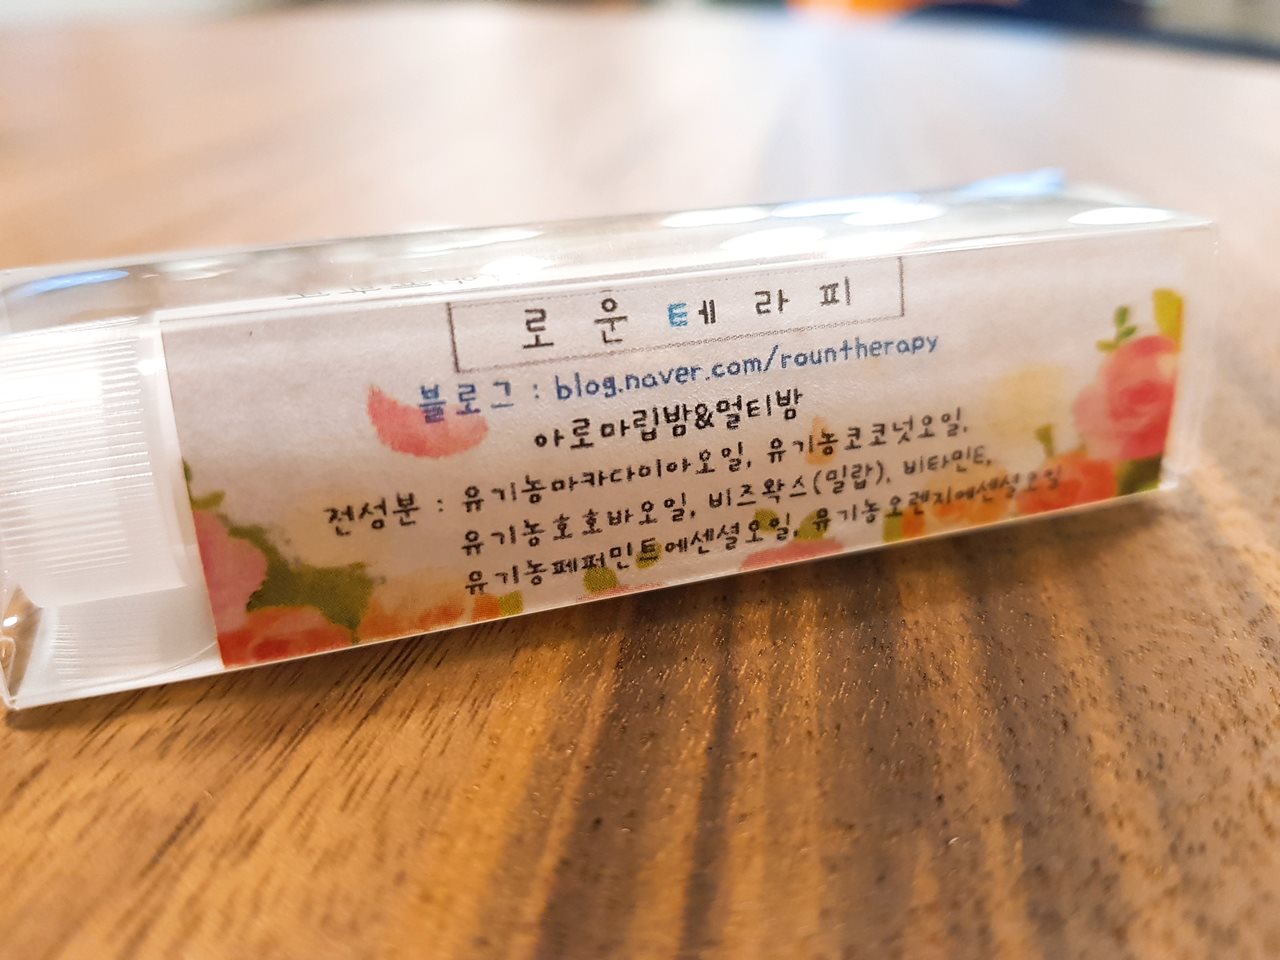 로운 테라피
블로그 : blog.naver.com/rountherapy
아로마립밤&멀티밤
전성분 : 유기농마카다미아오일, 유기농코코넛오일,
유기농호호바오일, 비즈왁스(밀랍), 비타민E,
유기농페퍼민트에센셜오일, 유기농오렌지에센셜오일